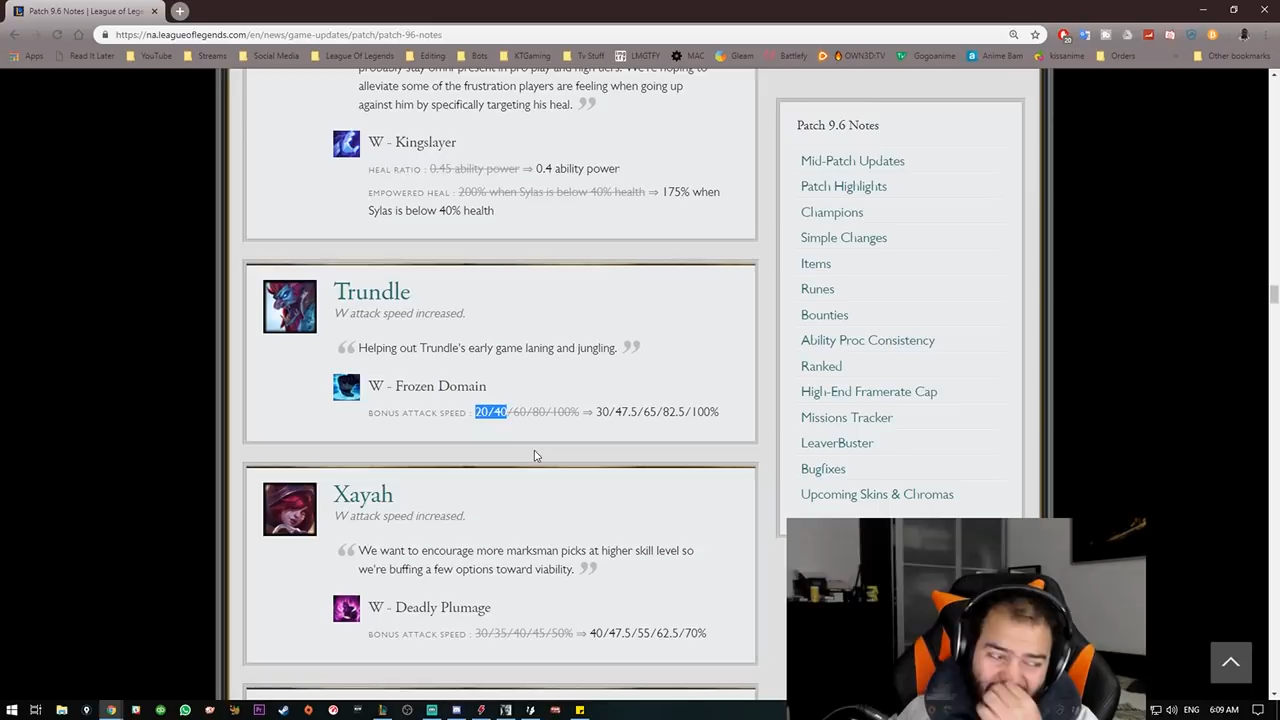 Patch 9.6 Notes | League of Leg
https://na.leagueoflegends.com/en/news/game-updates/patch/patch-96-notes
Apps Read It Later YouTube Streams Social Media League Of Legends Editing Bots KTGaming Tv Stuff LMGTFY MAC Gleam Battlefy OWN3D.TV Gogoanime Anime Bam kissanime Orders Other bookmarks
alleviate some of the frustration players are feeling when going up
against him by specifically targeting his heal.
W - Kingslayer
HEAL RATIO : 0.45 ability power ⇒ 0.4 ability power
EMPOWERED HEAL : 200% when Sylas is below 40% health ⇒ 175% when
Sylas is below 40% health
Trundle
W attack speed increased.
Helping out Trundle's early game laning and jungling.
W - Frozen Domain
BONUS ATTACK SPEED : 20/40/60/80/100% ⇒ 30/47.5/65/82.5/100%
Xayah
W attack speed increased.
We want to encourage more marksman picks at higher skill level so
we're buffing a few options toward viability.
W - Deadly Plumage
BONUS ATTACK SPEED : 30/35/40/45/50% ⇒ 40/47.5/55/62.5/70%
Patch 9.6 Notes
Mid-Patch Updates
Patch Highlights
Champions
Simple Changes
Items
Runes
Bounties
Ability Proc Consistency
Ranked
High-End Framerate Cap
Missions Tracker
LeaverBuster
Bugfixes
Upcoming Skins & Chromas
ENG 6:09 AM